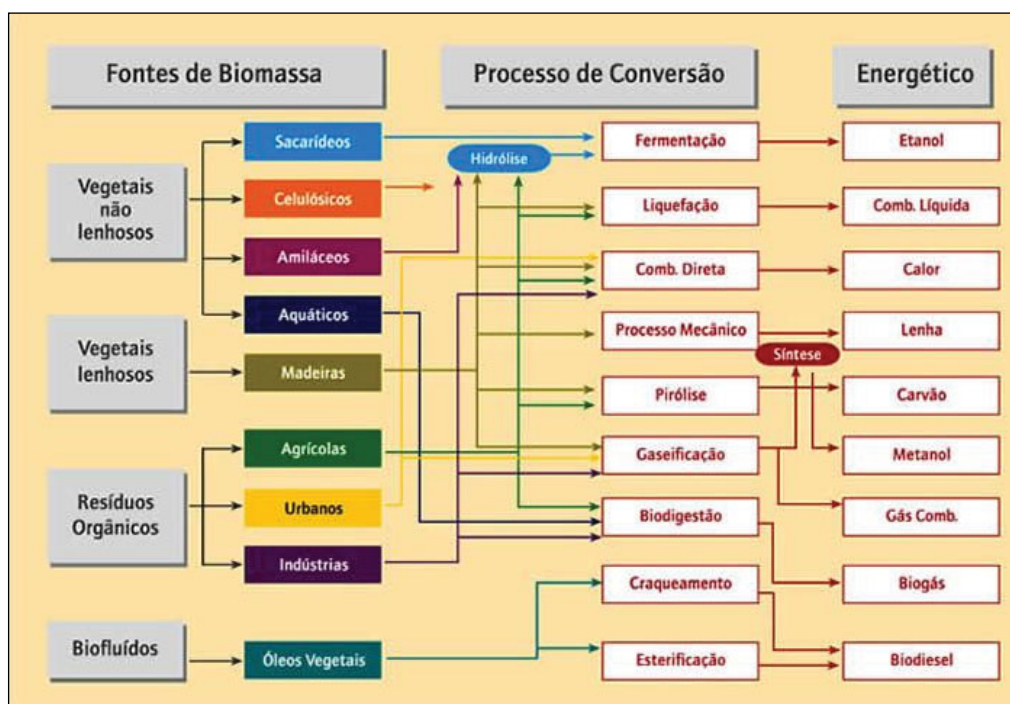 Fontes de Biomassa
Processo de Conversão
Energético
Vegetais
não
lenhosos
Vegetais
lenhosos
Resíduos
Orgânicos
Biofluídos
Sacarídeos
Celulósicos
Amiláceos
Aquáticos
Madeiras
Agrícolas
Urbanos
Indústrias
Óleos Vegetais
Hidrólise
Fermentação
Liquefação
Comb. Direta
Processo Mecânico
Pirólise
Gaseificação
Biodigestão
Craqueamento
Esterificação
Síntese
Etanol
Comb. Líquida
Calor
Lenha
Carvão
Metanol
Gás Comb.
Biogás
Biodiesel